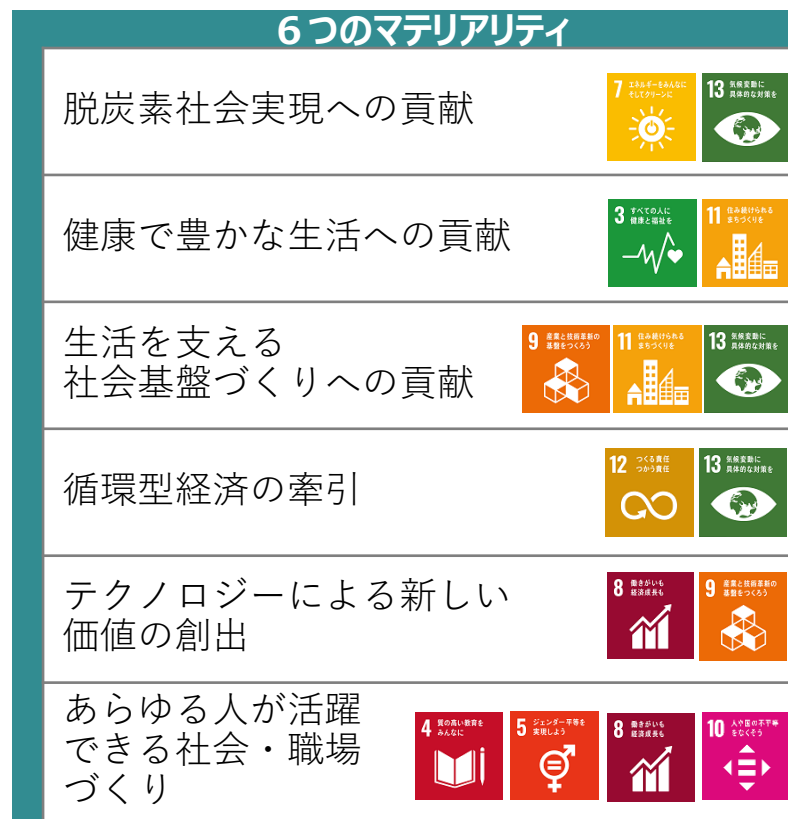 ６つのマテリアリティ
脱炭素社会実現への貢献
7 エネルギーをみんなに
そしてクリーンに
13 気候変動に
具体的な対策を
健康で豊かな生活への貢献
3 すべての人に
健康と福祉を
11 住み続けられる
まちづくりを
生活を支える
社会基盤づくりへの貢献
9 産業と技術革新の
基盤をつくろう
11 住み続けられる
まちづくりを
13 気候変動に
具体的な対策を
循環型経済の牽引
12 つくる責任
つかう責任
13 気候変動に
具体的な対策を
テクノロジーによる新しい
価値の創出
8 働きがいも
経済成長も
9 産業と技術革新の
基盤をつくろう
あらゆる人が活躍
できる社会・職場
づくり
4 質の高い教育を
みんなに
5 ジェンダー平等を
実現しよう
8 働きがいも
経済成長も
10 人や国の不平等
をなくそう